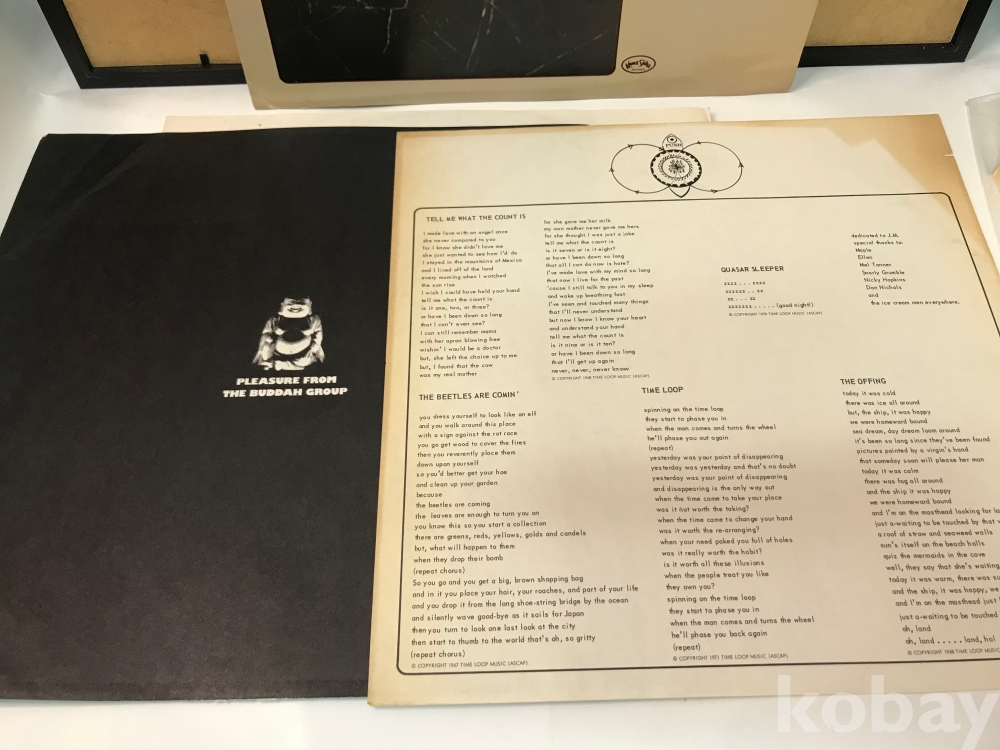 PLEASURE FROM
THE BUDDAH GROUP
TELL ME WHAT THE COUNT IS
I made love with an angel once
she never compared to you
for I know she didn't love me
she just wanted to see how I'd do
I stayed in the mountains of Mexico
and I lived off of the land
every morning when I watched
the sun rise
I wish I could have held your hand
tell me what the count is
is it one, two, or three?
or have I been down so long
that I can't even see?
I can still remember mama
with her apron blowing free
wishin' I would be a doctor
but, she left the choice up to me
but, I found that the cow
was my real mother
for she gave me her milk
my own mother never gave me hers
for she thought I was just a joke
tell me what the count is
is it seven or is it eight?
or have I been down so long
that all I can do now is hate?
I've made love with my mind so long
that now I live for the past
'cause I still talk to you in my sleep
and wake up breathing fast
I've seen and touched many things
that I'll never understand
but now I know I know your heart
and understand your hand
tell me what the count is
is it nine or is it ten?
or have I been down so long
that I'll get up again
never, never, never know
© COPYRIGHT 1968 TIME LOOP MUSIC (ASCAP)
QUASAR SLEEPER
zzzz . . . zzzz
zzzzzz . . zz
zz . . . zz
zzzzzzz . . . . . (good night!)
© COPYRIGHT 1970 TIME LOOP MUSIC (ASCAP)
dedicated to J.M.
special thanks to:
Maple
Ellen
Mel Tanner
Snarly Grumble
Nicky Hopkins
Don Nichols
and
the ice cream men everywhere.
THE BEETLES ARE COMIN'
you dress yourself to look like an elf
and you walk around this place
with a sign against the rat race
you go get wood to cover the fires
then you reverently place them
down upon yourself
so you'd better get your hoe
and clean up your garden
because
the beetles are coming
the leaves are enough to turn you on
you know this so you start a collection
there are greens, reds, yellows, golds and candels
but, what will happen to them
when they drop their bomb
(repeat chorus)
So you go and you get a big, brown shopping bag
and in it you place your hair, your roaches, and part of your life
and you drop it from the long shoe-string bridge by the ocean
and silently wave good-bye as it sails for Japan
then you turn to look one last look at the city
then start to thumb to the world that's oh, so gritty
(repeat chorus)
© COPYRIGHT 1967 TIME LOOP MUSIC (ASCAP)
TIME LOOP
spinning on the time loop
they start to phase you in
when the man comes and turns the wheel
he'll phase you out again
(repeat)
yesterday was your point of disappearing
yesterday was yesterday and that's no doubt
yesterday was your point of disappearing
and disappearing is the only way out
when the time came to take your place
was it not worth the taking?
when the time came to change your hand
was it worth the re-arranging?
when your need poked you full of holes
was it really worth the habit?
is it worth all these illusions
when the people treat you like
they own you?
spinning on the time loop
they start to phase you in
when the man comes and turns the wheel
he'll phase you back again
(repeat)
© COPYRIGHT 1971 TIME LOOP MUSIC (ASCAP)
THE OFFING
today it was cold
there was ice all around
but, the ship, it was happy
we were homeward bound
sea dream, day dream loom around
it's been so long since they've been found
pictures painted by a virgin's hand
that someday soon will please her man
today it was calm
there was fog all around
and the ship it was happy
we were homeward bound
and I'm on the masthead looking for
just a-waiting to be touched by that
a roof of straw and seaweed walls
sun's itself on the beach halls
quiz the mermaids in the cove
well, they say that she's waiting
today it was warm, there was
and the ship, it was happy, we
and I'm on the masthead just
just a-waiting to be touched
oh, land
oh, land . . . . . land, ho!
© COPYRIGHT 1968 TIME LOOP MUSIC (ASCAP)
kobay